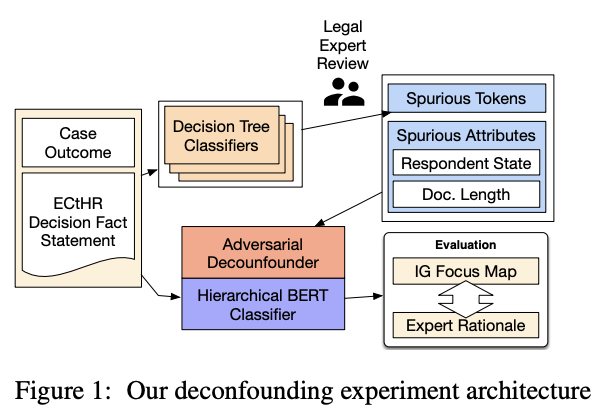 Legal
Expert
Review
Case
Outcome
ECtHR
Decision Fact
Statement
Decision Tree
Classifiers
Spurious Tokens
Spurious Attributes
Respondent State
Doc. Length
Adversarial
Decounfounder
Hierarchical BERT
Classifier
Evaluation
IG Focus Map
Expert Rationale
Figure 1: Our deconfounding experiment architecture